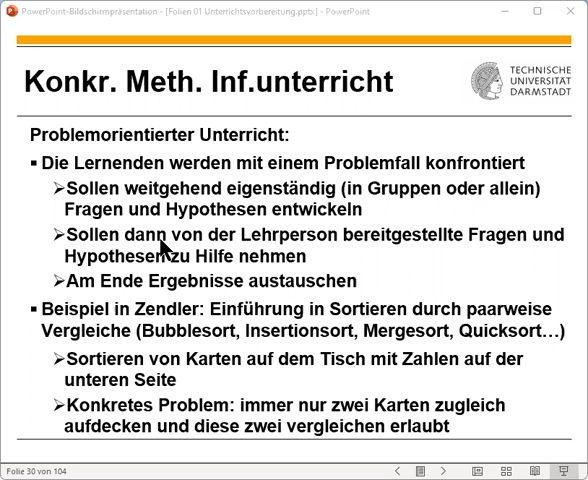 PowerPoint-Bildschirmpräsentation - [Folien 01 Unterrichtsvorbereitung.pptx] - PowerPoint
Konkr. Meth. Inf.unterricht
TECHNISCHE
UNIVERSITÄT
DARMSTADT
Problemorientierter Unterricht:
▪ Die Lernenden werden mit einem Problemfall konfrontiert
➢Sollen weitgehend eigenständig (in Gruppen oder allein)
Fragen und Hypothesen entwickeln
➢Sollen dann von der Lehrperson bereitgestellte Fragen und
Hypothesen zu Hilfe nehmen
➢Am Ende Ergebnisse austauschen
▪ Beispiel in Zendler: Einführung in Sortieren durch paarweise
Vergleiche (Bubblesort, Insertionsort, Mergesort, Quicksort…)
➢Sortieren von Karten auf dem Tisch mit Zahlen auf der
unteren Seite
➢Konkretes Problem: immer nur zwei Karten zugleich
aufdecken und diese zwei vergleichen erlaubt
Folie 30 von 104